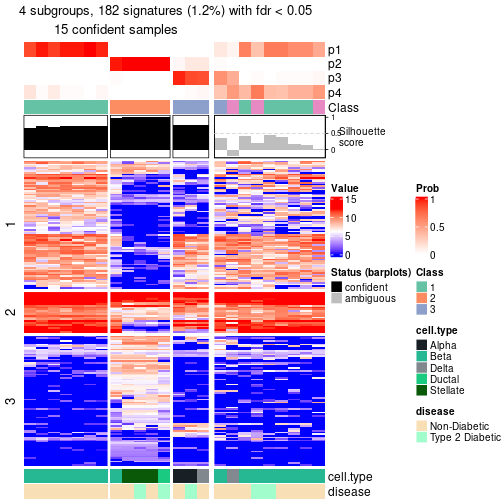 4 subgroups, 182 signatures (1.2%) with fdr < 0.05
15 confident samples
p1
p2
p3
p4
Class
1
0.5
0
Silhouette
score
1
2
3
Value
15
10
5
0
Prob
1
0.5
0
Status (barplots)
confident
ambiguous
Class
1
2
3
cell.type
Alpha
Beta
Delta
Ductal
Stellate
disease
Non-Diabetic
Type 2 Diabetic
cell.type
disease